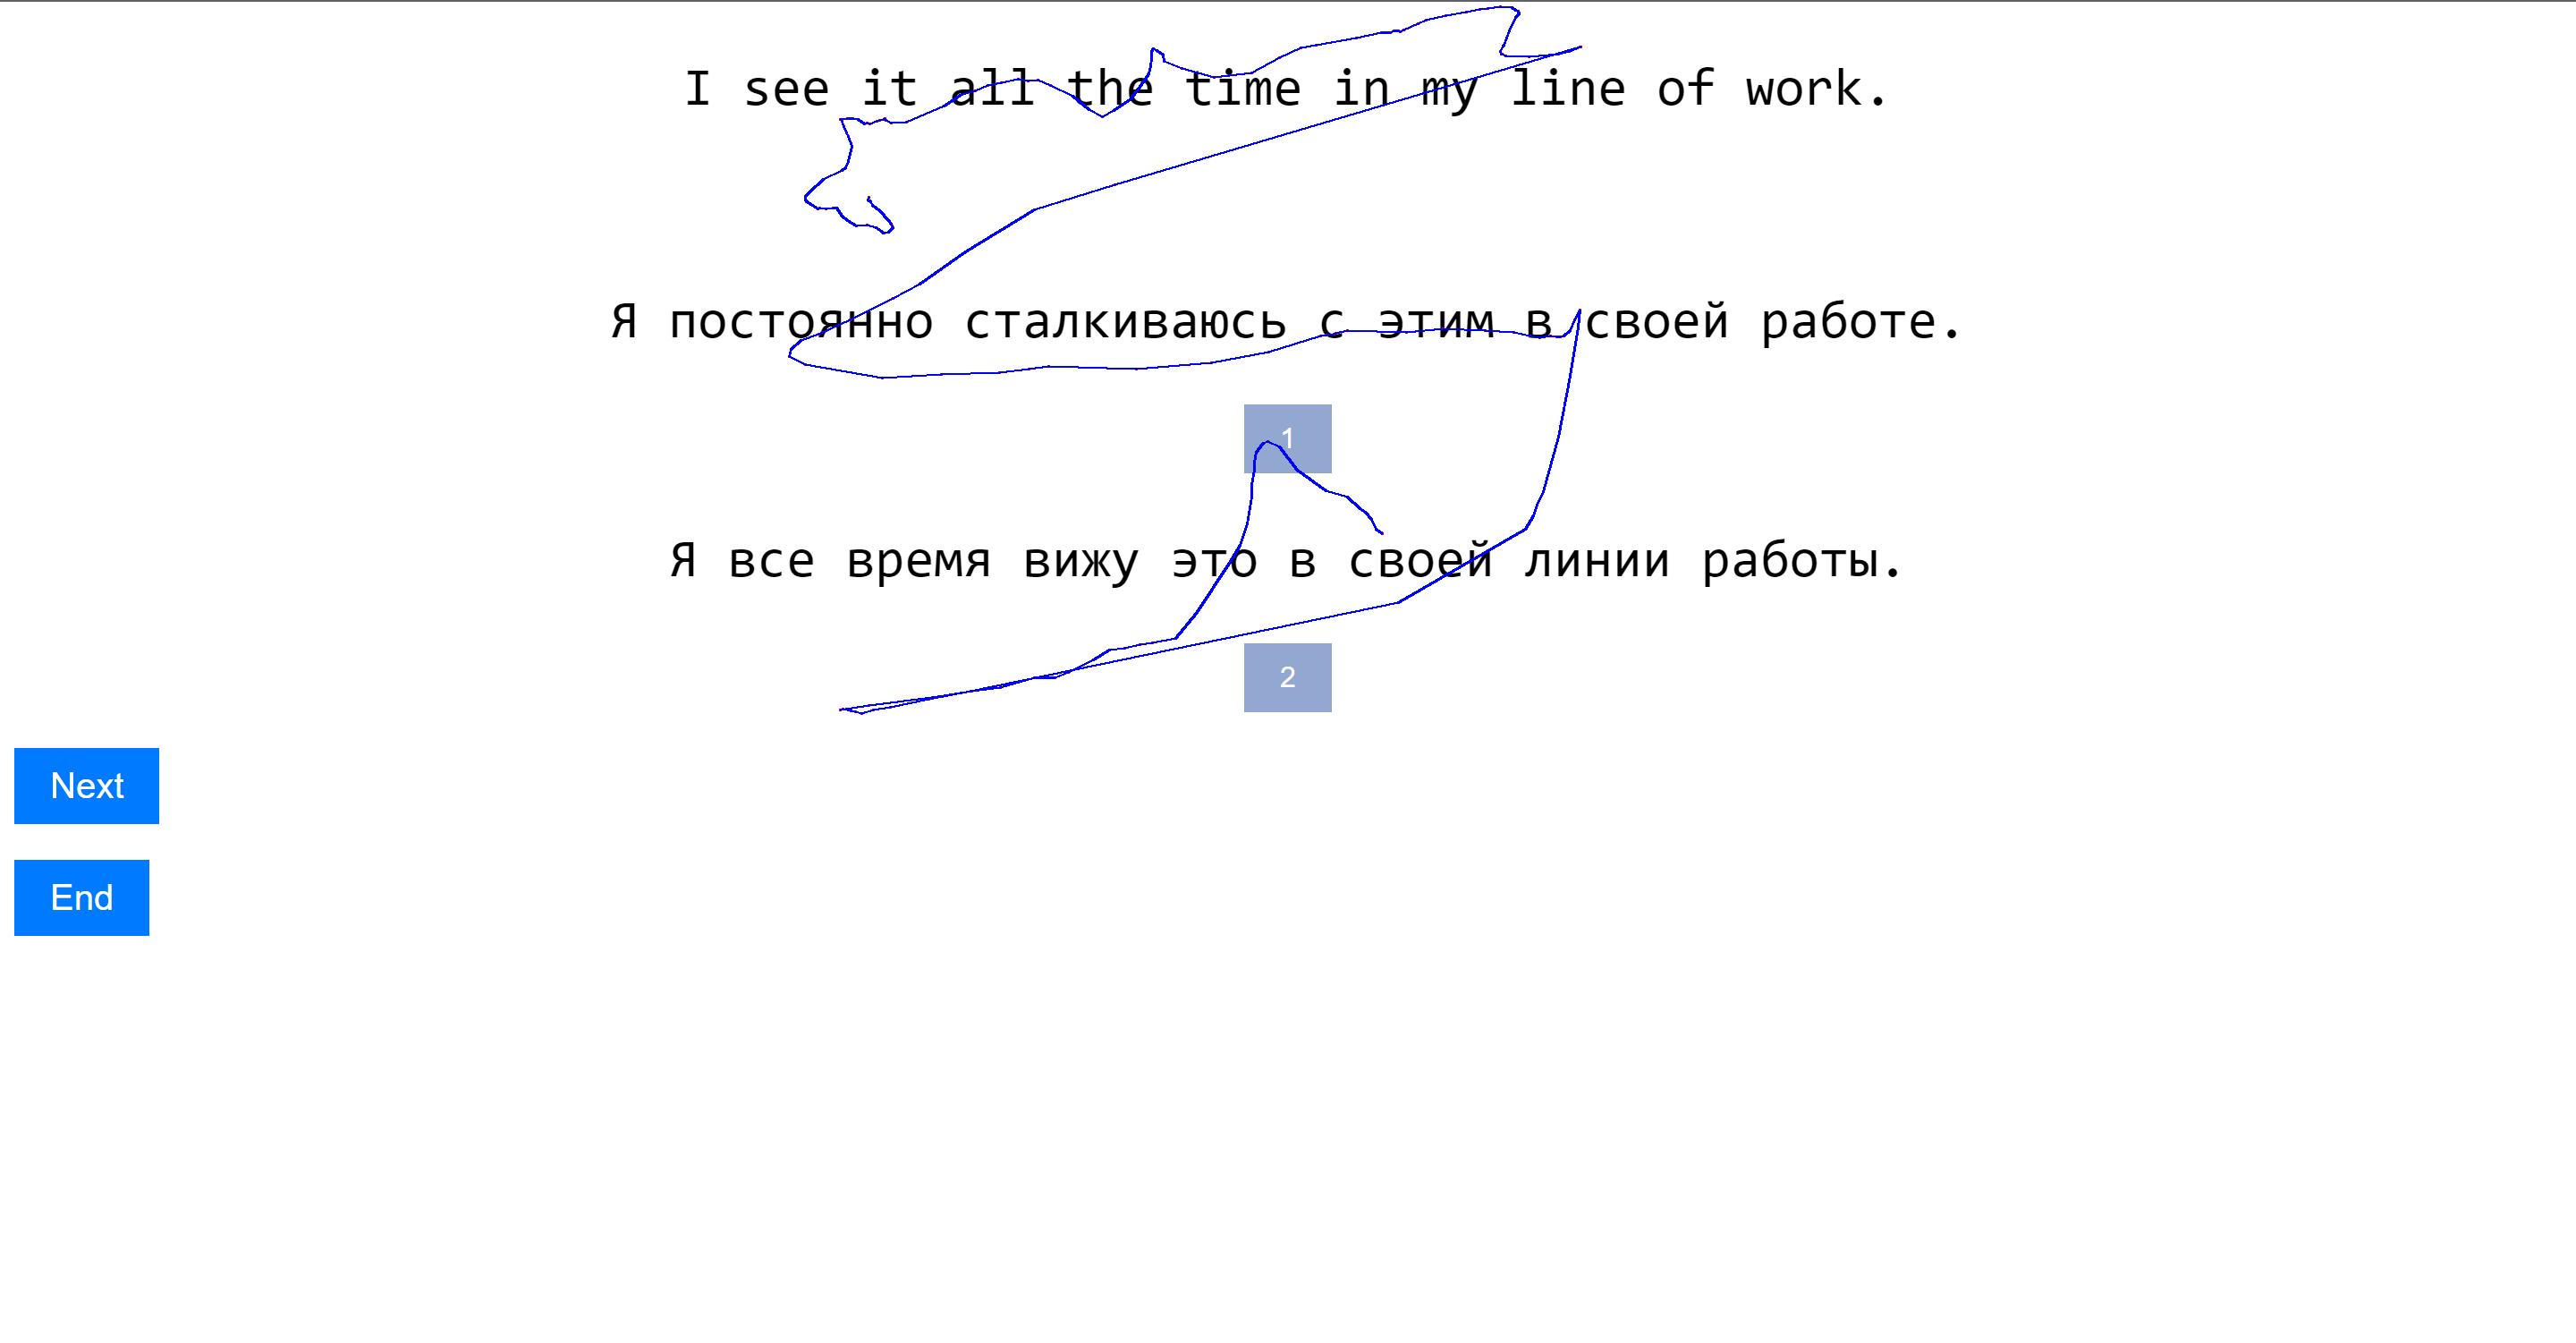 I see it all the time in my line of work.
Я постоянно сталкиваюсь с этим в своей работе.
1
Я все время вижу это в своей линии работы.
2
Next
End